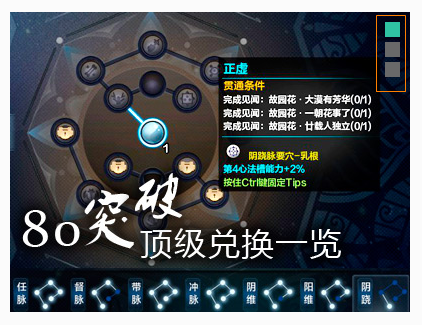 正虚
贯通条件
完成见闻：故园花·大漠有芳华(0/1)
完成见闻：故园花·一朝花事了(0/1)
完成见闻：故园花·廿载人独立(0/1)
1
阴跷脉要穴-乳根
第4心法槽能力+2%
按住Ctrl键固定Tips
80突破
顶级兑换一览
任脉 督脉 带脉 冲脉 阴维 阳维 阴跷